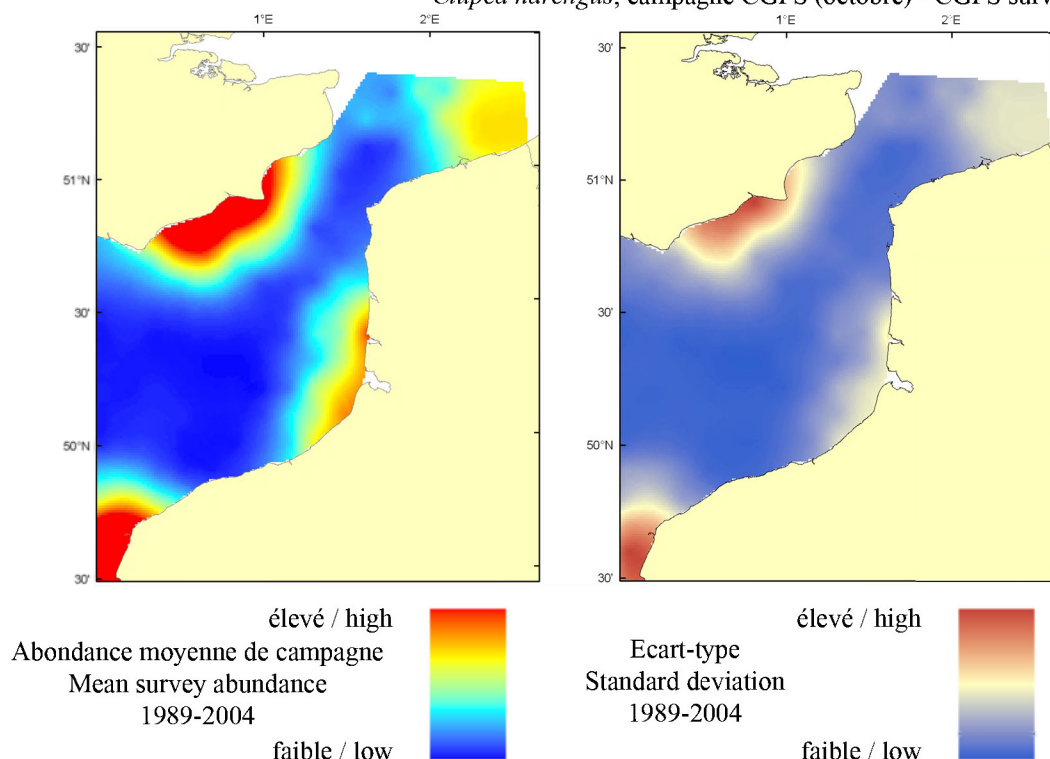 Clupea harengus, campagne CGFS (octobre) - CGFS surv
1°E 2°E
1°E 2°E
30'
51°N
30'
50°N
30'
30'
51°N
30'
50°N
30'
élevé / high
Abondance moyenne de campagne
Mean survey abundance
1989-2004
faible / low
élevé / high
Ecart-type
Standard deviation
1989-2004
faible / low